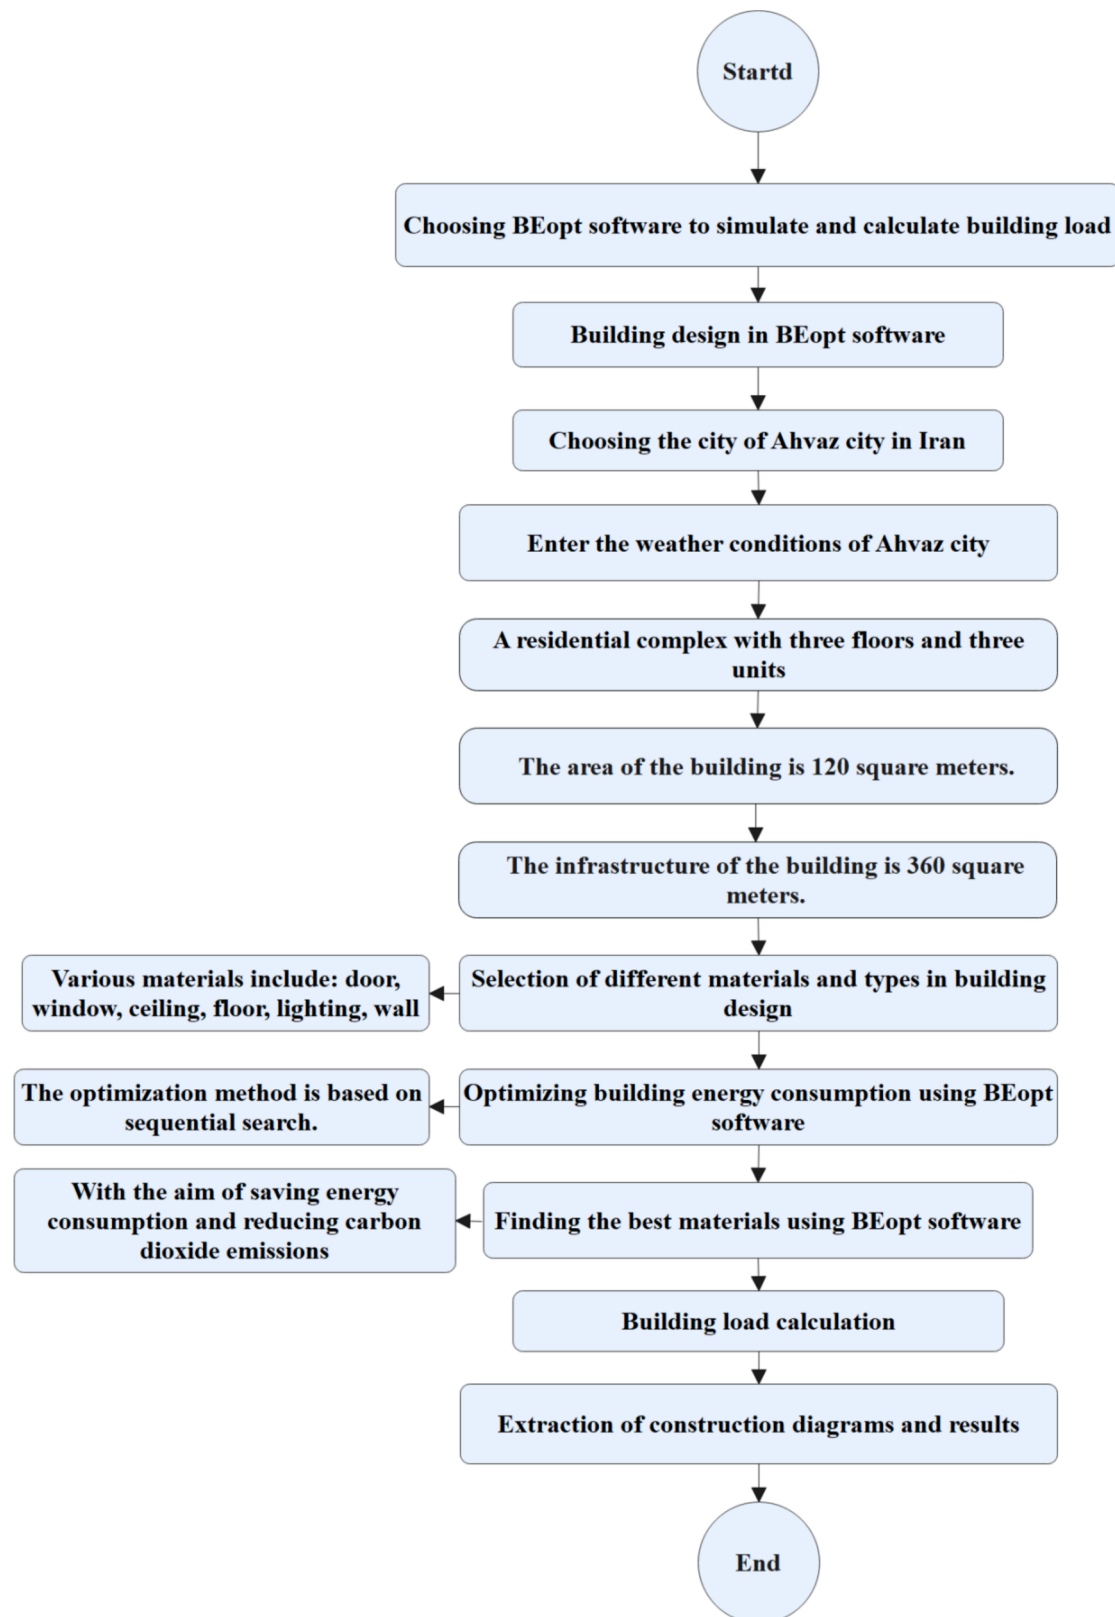 Startd
Choosing BEopt software to simulate and calculate building load
Building design in BEopt software
Choosing the city of Ahvaz city in Iran
Enter the weather conditions of Ahvaz city
A residential complex with three floors and three
units
The area of the building is 120 square meters.
The infrastructure of the building is 360 square
meters.
Selection of different materials and types in building
design
Various materials include: door,
window, ceiling, floor, lighting, wall
Optimizing building energy consumption using BEopt
software
The optimization method is based on
sequential search.
Finding the best materials using BEopt software
With the aim of saving energy
consumption and reducing carbon
dioxide emissions
Building load calculation
Extraction of construction diagrams and results
End